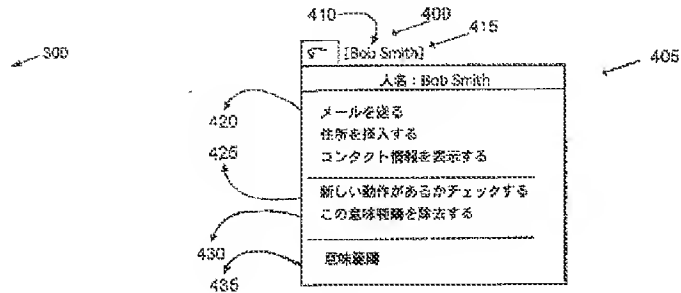 410
400
415
[Bob Smith]
300
405
人名：Bob Smith
メールを送る
住所を挿入する
コンタクト情報を表示する
420
425
新しい動作があるかチェックする
この意味範疇を除去する
430
意味範疇
435